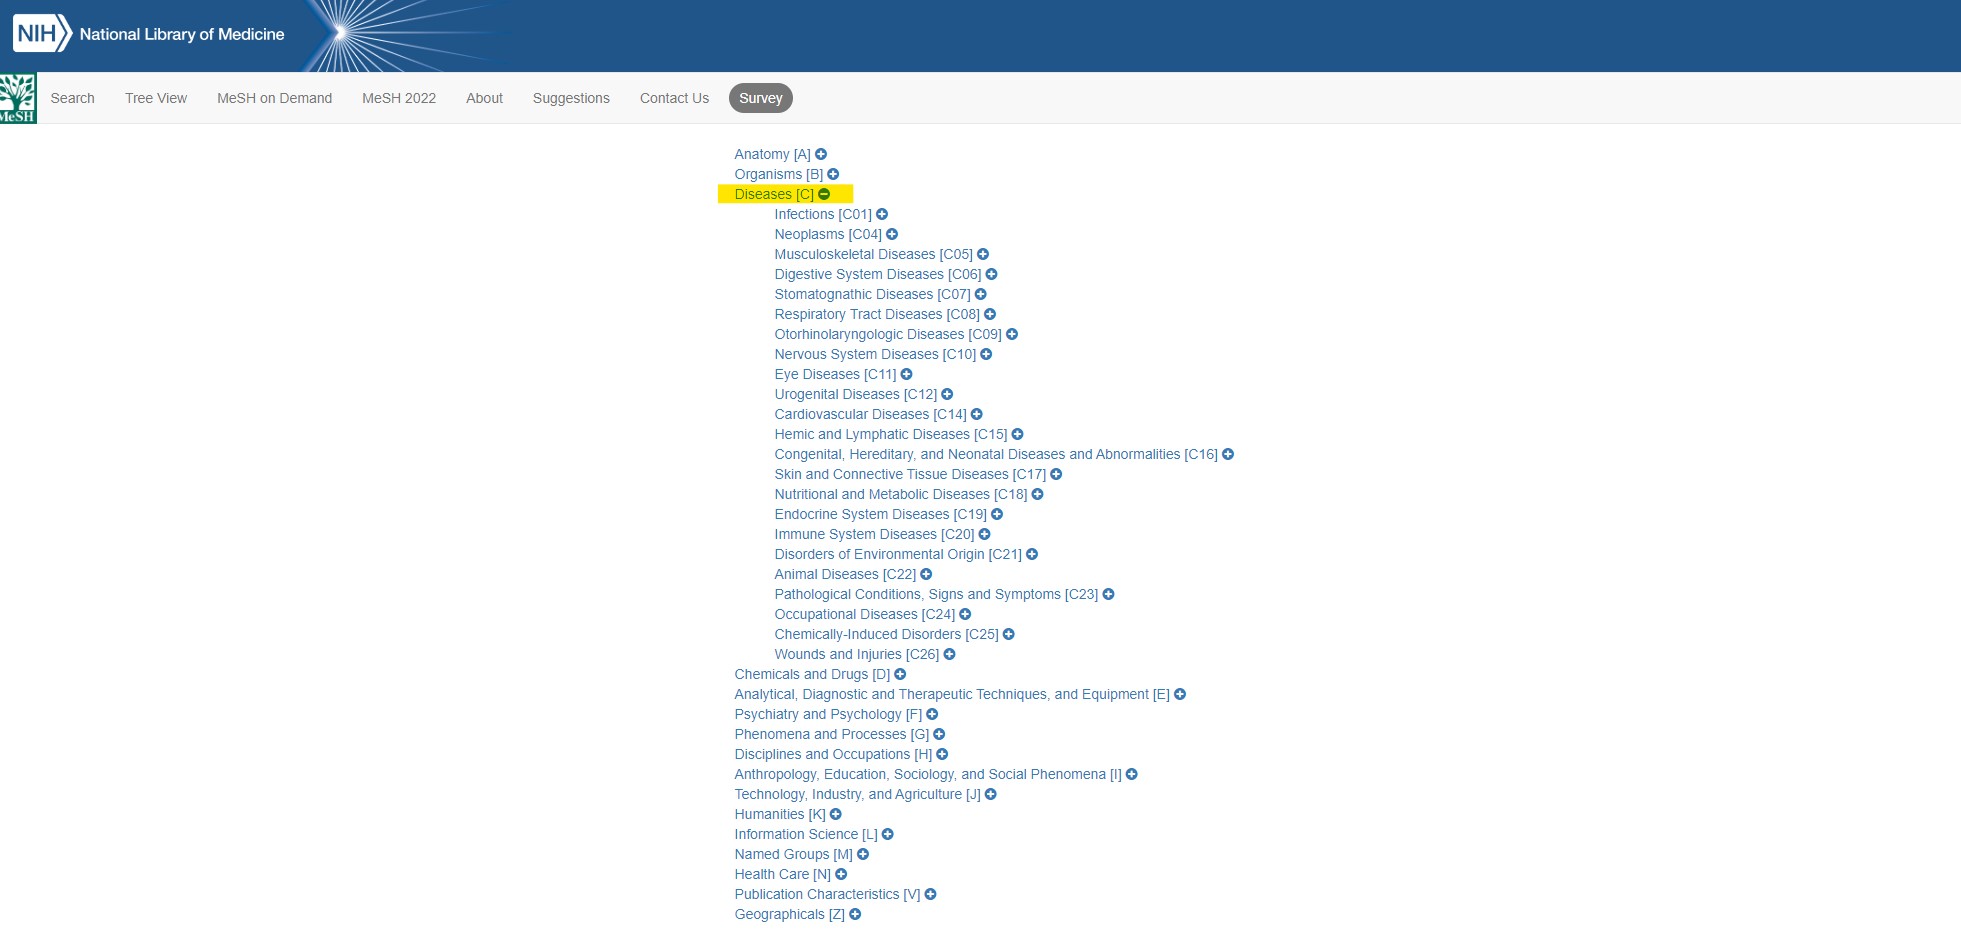 NIH National Library of Medicine
MeSH Search Tree View MeSH on Demand MeSH 2022 About Suggestions Contact Us Survey
Anatomy [A]
Organisms [B]
Diseases [C]
Infections [C01]
Neoplasms [C04]
Musculoskeletal Diseases [C05]
Digestive System Diseases [C06]
Stomatognathic Diseases [C07]
Respiratory Tract Diseases [C08]
Otorhinolaryngologic Diseases [C09]
Nervous System Diseases [C10]
Eye Diseases [C11]
Urogenital Diseases [C12]
Cardiovascular Diseases [C14]
Hemic and Lymphatic Diseases [C15]
Congenital, Hereditary, and Neonatal Diseases and Abnormalities [C16]
Skin and Connective Tissue Diseases [C17]
Nutritional and Metabolic Diseases [C18]
Endocrine System Diseases [C19]
Immune System Diseases [C20]
Disorders of Environmental Origin [C21]
Animal Diseases [C22]
Pathological Conditions, Signs and Symptoms [C23]
Occupational Diseases [C24]
Chemically-Induced Disorders [C25]
Wounds and Injuries [C26]
Chemicals and Drugs [D]
Analytical, Diagnostic and Therapeutic Techniques, and Equipment [E]
Psychiatry and Psychology [F]
Phenomena and Processes [G]
Disciplines and Occupations [H]
Anthropology, Education, Sociology, and Social Phenomena [I]
Technology, Industry, and Agriculture [J]
Humanities [K]
Information Science [L]
Named Groups [M]
Health Care [N]
Publication Characteristics [V]
Geographicals [Z]